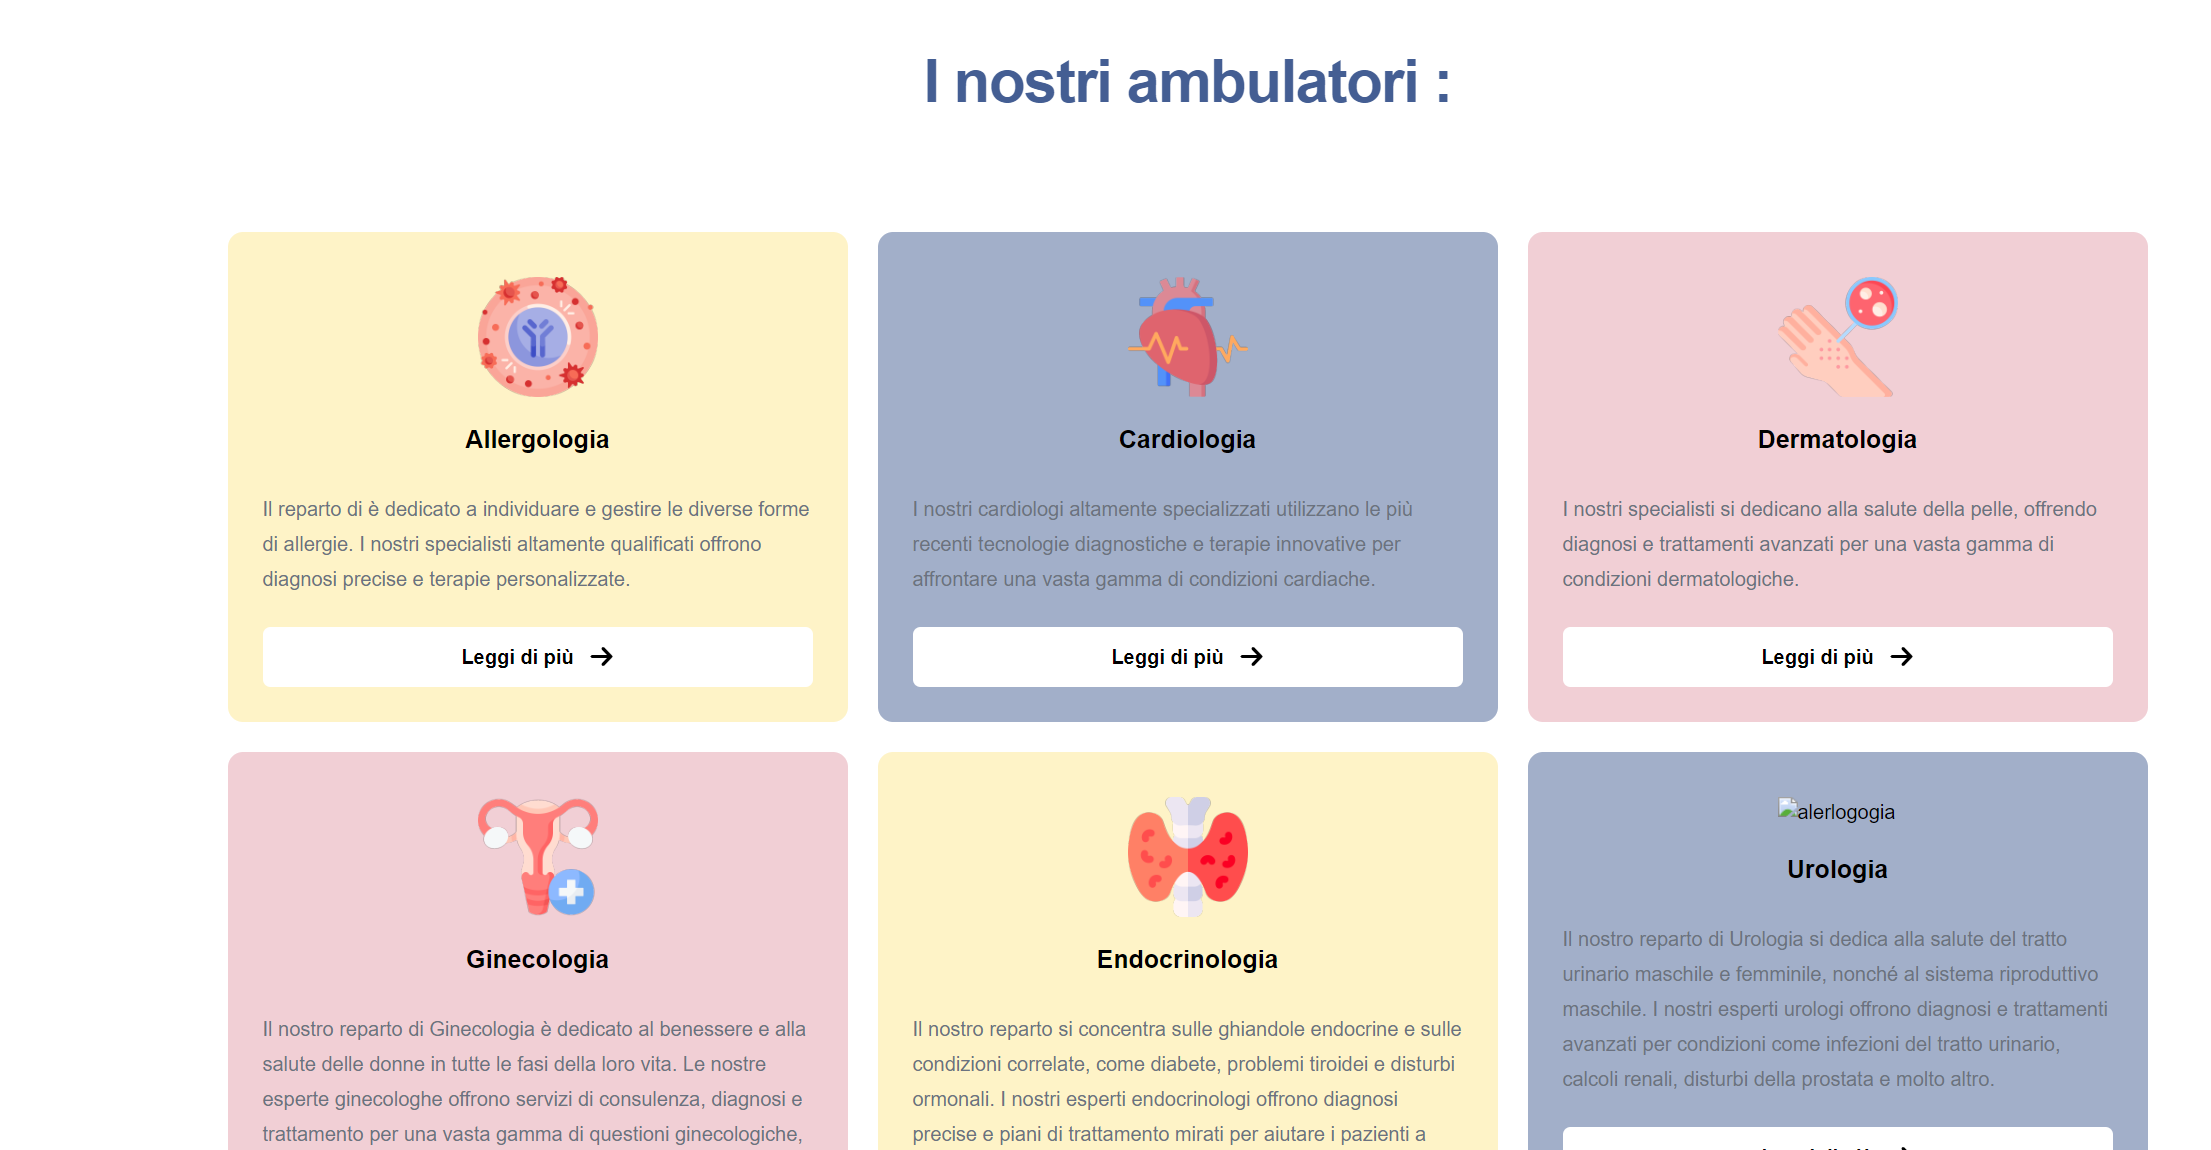 I nostri ambulatori :
Allergologia
Il reparto di è dedicato a individuare e gestire le diverse forme
di allergie. I nostri specialisti altamente qualificati offrono
diagnosi precise e terapie personalizzate.
Leggi di più
Cardiologia
I nostri cardiologi altamente specializzati utilizzano le più
recenti tecnologie diagnostiche e terapie innovative per
affrontare una vasta gamma di condizioni cardiache.
Leggi di più
Dermatologia
I nostri specialisti si dedicano alla salute della pelle, offrendo
diagnosi e trattamenti avanzati per una vasta gamma di
condizioni dermatologiche.
Leggi di più
Ginecologia
Il nostro reparto di Ginecologia è dedicato al benessere e alla
salute delle donne in tutte le fasi della loro vita. Le nostre
esperte ginecologhe offrono servizi di consulenza, diagnosi e
trattamento per una vasta gamma di questioni ginecologiche,
Endocrinologia
Il nostro reparto si concentra sulle ghiandole endocrine e sulle
condizioni correlate, come diabete, problemi tiroidei e disturbi
ormonali. I nostri esperti endocrinologi offrono diagnosi
precise e piani di trattamento mirati per aiutare i pazienti a
alerlogogia
Urologia
Il nostro reparto di Urologia si dedica alla salute del tratto
urinario maschile e femminile, nonché al sistema riproduttivo
maschile. I nostri esperti urologi offrono diagnosi e trattamenti
avanzati per condizioni come infezioni del tratto urinario,
calcoli renali, disturbi della prostata e molto altro.